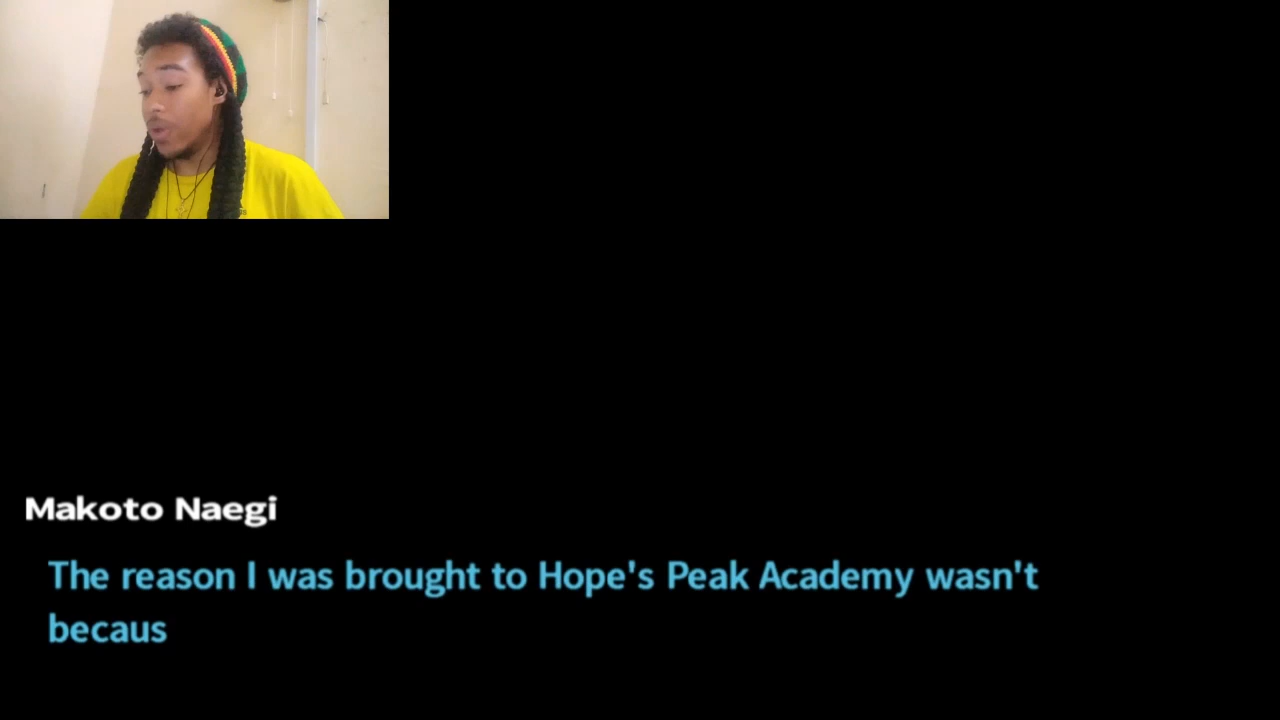 Makoto Naegi
The reason I was brought to Hope's Peak Academy wasn't
becaus